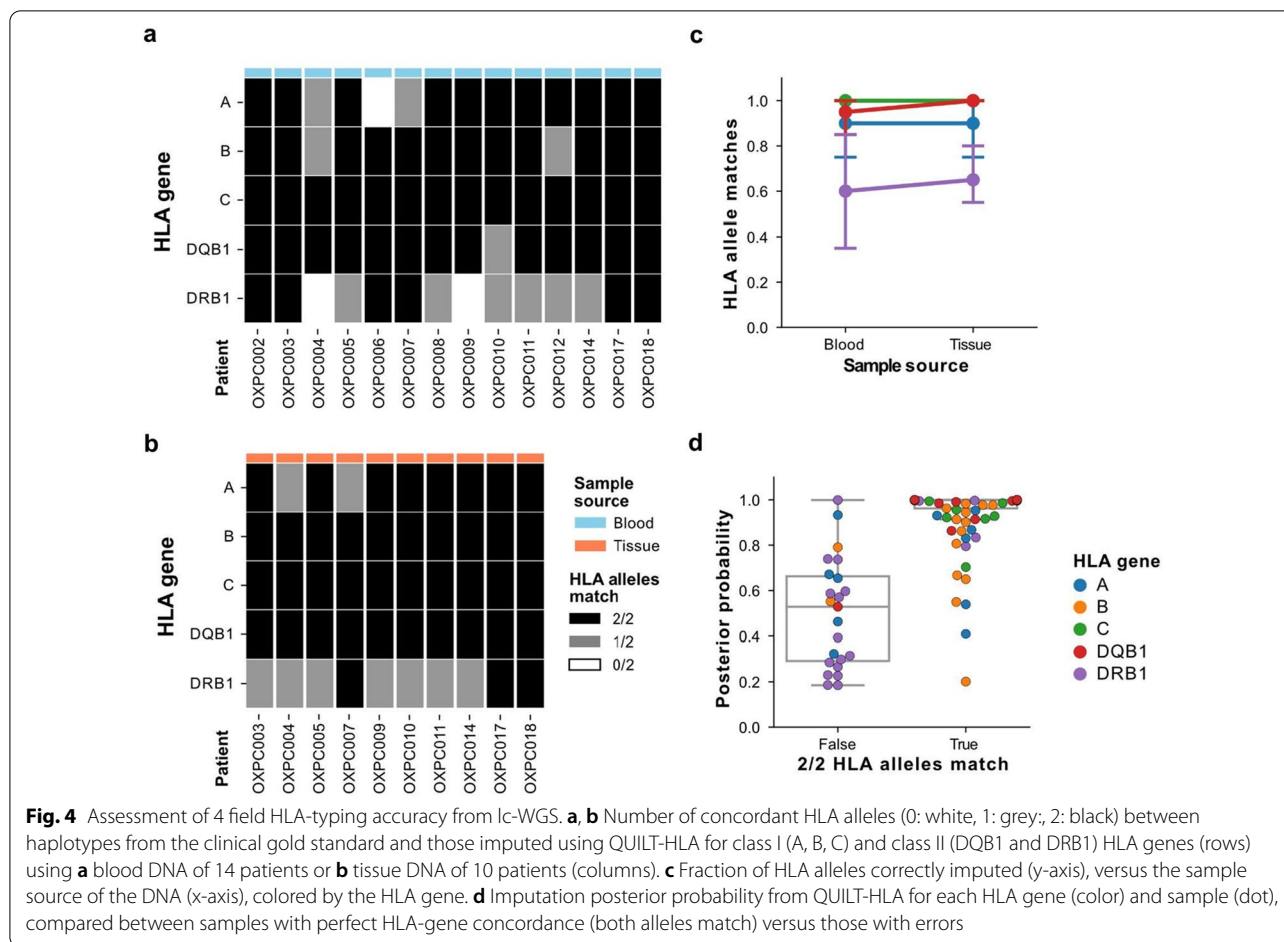 a
HLA gene
A
B
C
DQB1
DRB1
Patient
OXPC002
OXPC003
OXPC004
OXPC005
OXPC006
OXPC007
OXPC008
OXPC009
OXPC010
OXPC011
OXPC012
OXPC014
OXPC017
OXPC018
c
HLA allele matches
1.0
0.8
0.6
0.4
0.2
0.0
Blood
Tissue
Sample source
b
HLA gene
A
B
C
DQB1
DRB1
Patient
OXPC003
OXPC004
OXPC005
OXPC007
OXPC009
OXPC010
OXPC011
OXPC014
OXPC017
OXPC018
Sample
source
Blood
Tissue
HLA alleles
match
2/2
1/2
0/2
d
Posterior probability
1.0
0.8
0.6
0.4
0.2
0.0
False
True
2/2 HLA alleles match
HLA gene
A
B
C
DQB1
DRB1
Fig. 4 Assessment of 4 field HLA-typing accuracy from lc-WGS. a, b Number of concordant HLA alleles (0: white, 1: grey:, 2: black) between
haplotypes from the clinical gold standard and those imputed using QUILT-HLA for class I (A, B, C) and class II (DQB1 and DRB1) HLA genes (rows)
using a blood DNA of 14 patients or b tissue DNA of 10 patients (columns). c Fraction of HLA alleles correctly imputed (y-axis), versus the sample
source of the DNA (x-axis), colored by the HLA gene. d Imputation posterior probability from QUILT-HLA for each HLA gene (color) and sample (dot),
compared between samples with perfect HLA-gene concordance (both alleles match) versus those with errors